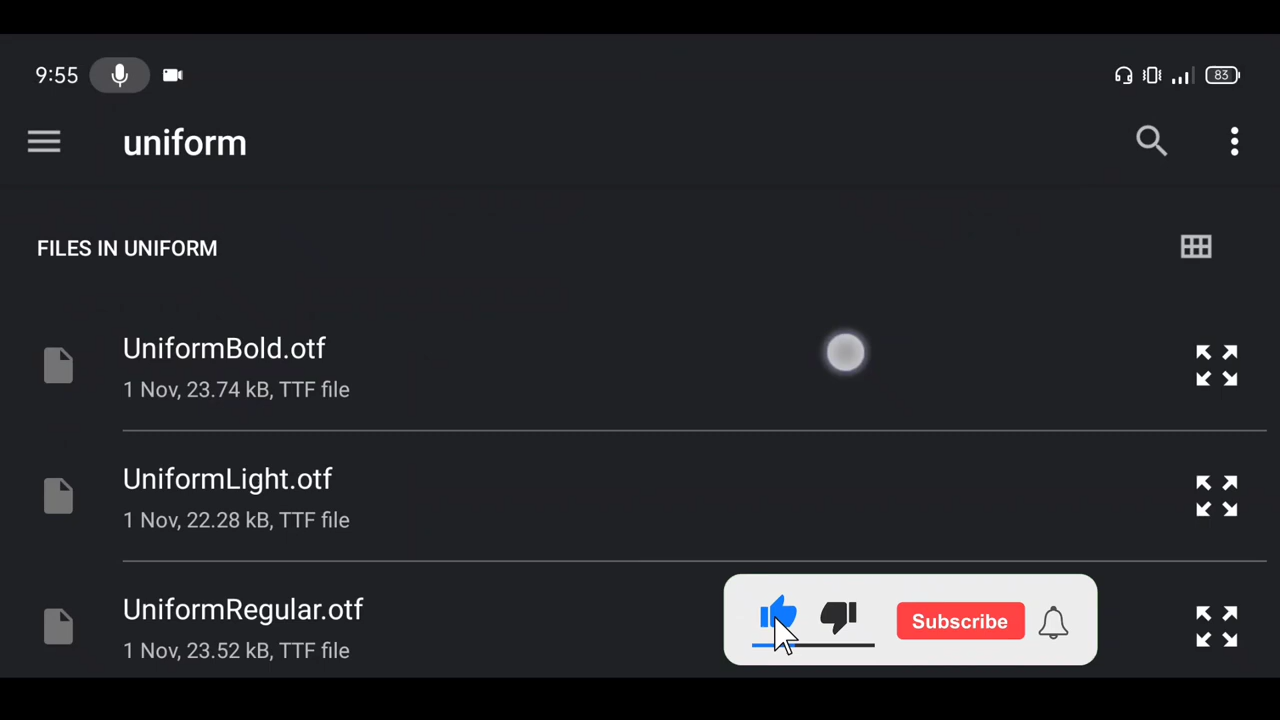 9:55
83
uniform
FILES IN UNIFORM
UniformBold.otf
1 Nov, 23.74 kB, TTF file
UniformLight.otf
1 Nov, 22.28 kB, TTF file
UniformRegular.otf
1 Nov, 23.52 kB, TTF file
Subscribe